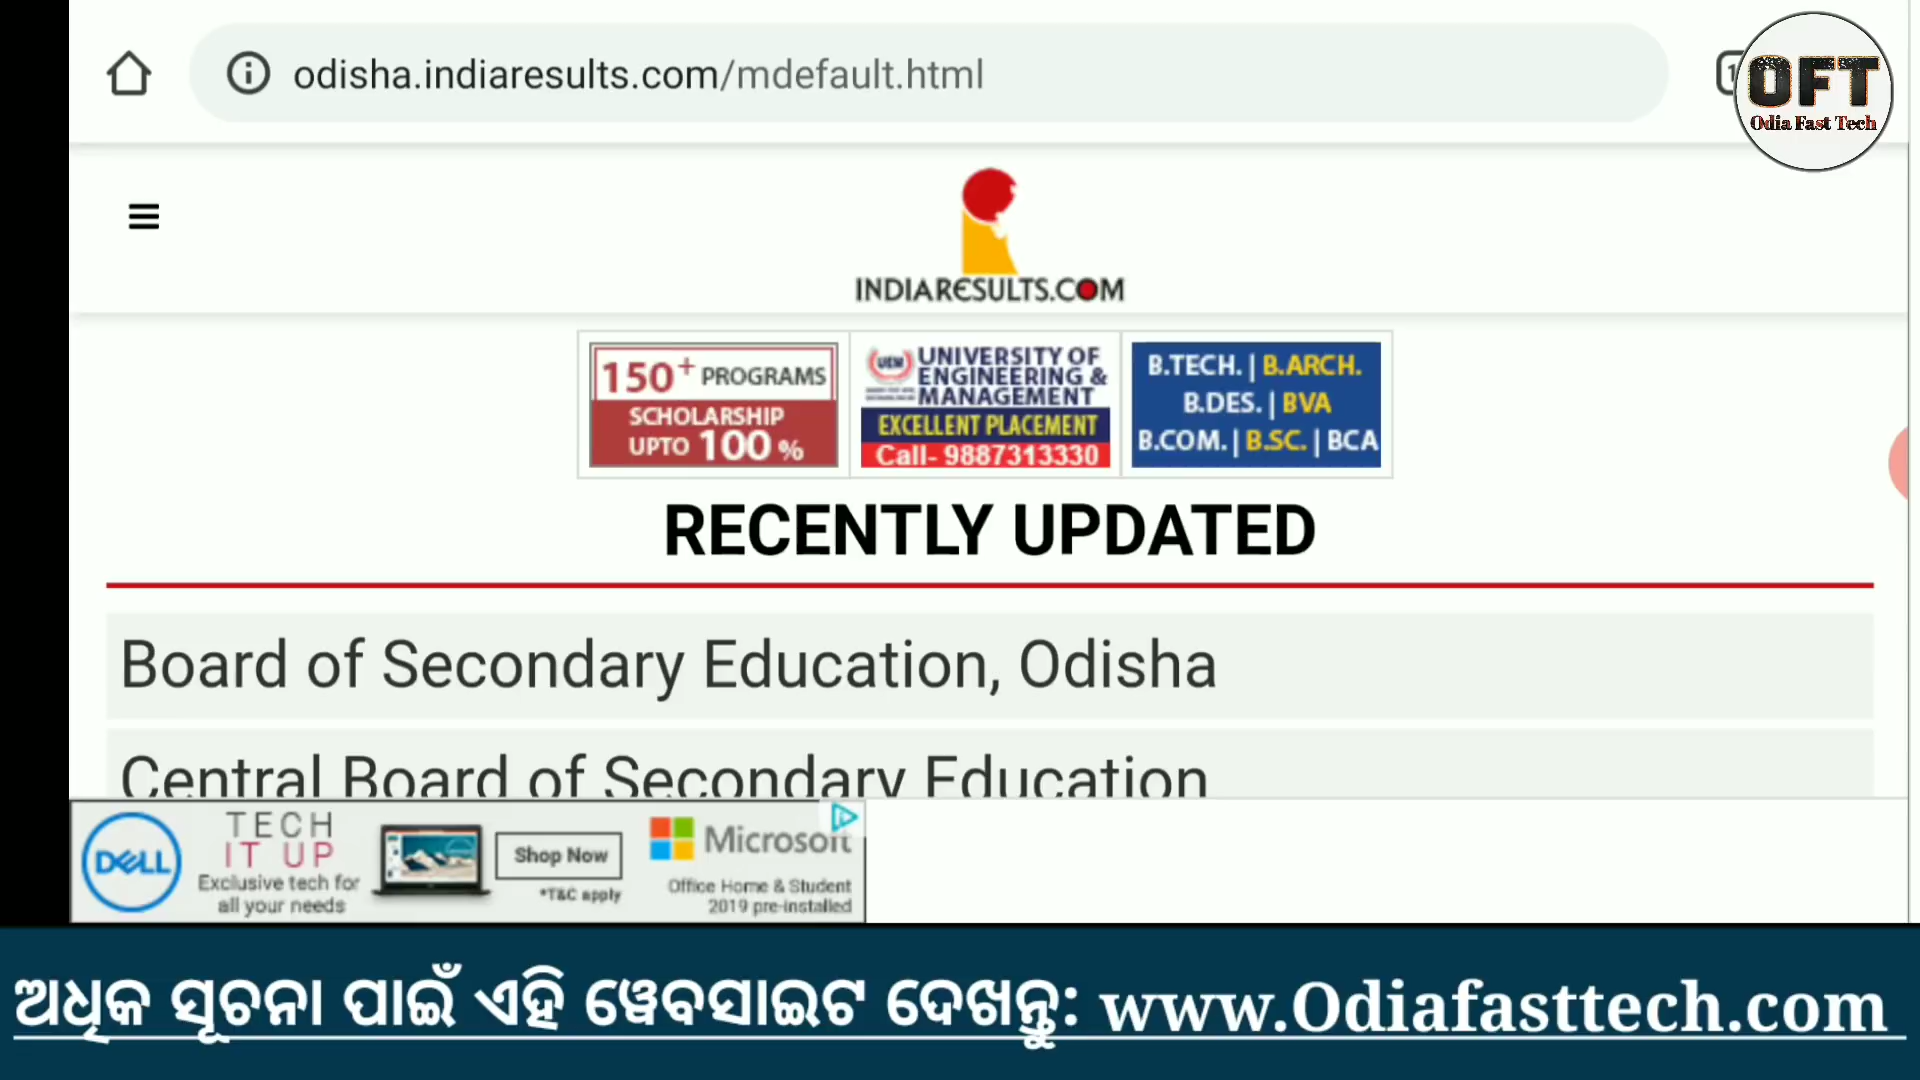 odisha.indiaresults.com/mdefault.html
OFT
Odia Fast Tech
INDIARESULTS.COM
150+ PROGRAMS
SCHOLARSHIP
UPTO 100 %
UEM
UNIVERSITY OF
ENGINEERING &
MANAGEMENT
EXCELLENT PLACEMENT
Call- 9887313330
B.TECH. | B.ARCH.
B.DES. | BVA
B.COM. | B.SC. | BCA
RECENTLY UPDATED
Board of Secondary Education, Odisha
Central Board of Secondary Education
DELL
TECH
IT UP
Exclusive tech for
all your needs
Shop Now
*T&C apply
Microsoft
Office Home & Student
2019 pre-installed
ଅଧିକ ସୂଚନା ପାଇଁ ଏହି ୱେବସାଇଟ ଦେଖନ୍ତୁ: www.Odiafasttech.com